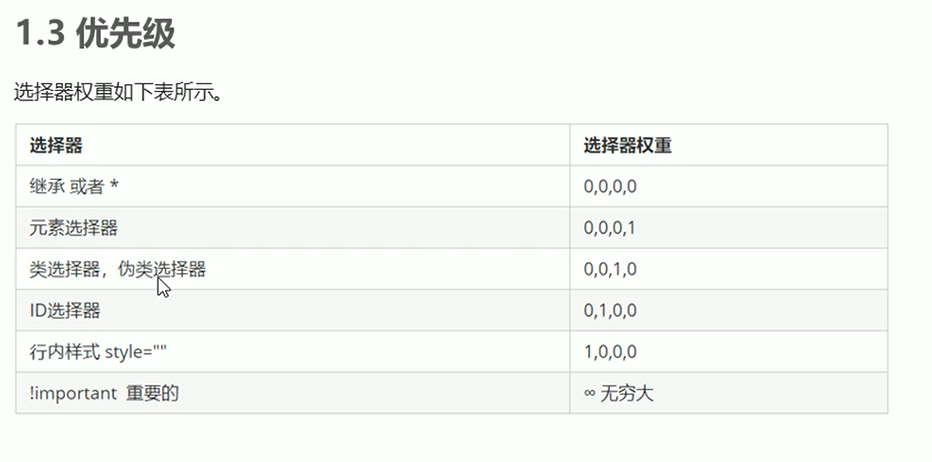 1.3 优先级
选择器权重如下表所示。
选择器 选择器权重
继承 或者 * 0,0,0,0
元素选择器 0,0,0,1
类选择器，伪类选择器 0,0,1,0
ID选择器 0,1,0,0
行内样式 style="" 1,0,0,0
!important 重要的 ∞ 无穷大